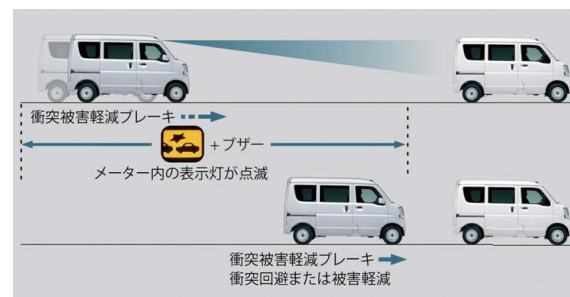 衝突被害軽減ブレーキ
+ブザー
メーター内の表示灯が点滅
衝突被害軽減ブレーキ
衝突回避または被害軽減